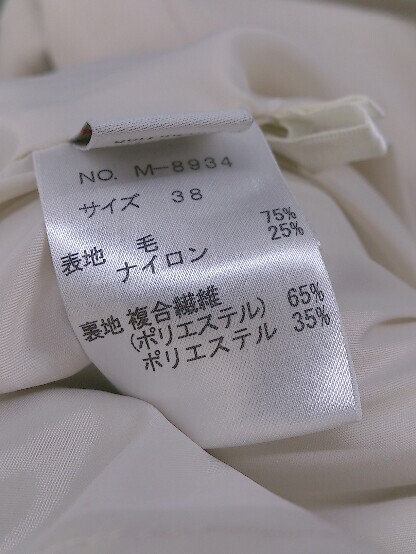 NO. M-8934
サイズ 38
表地 毛 75%
ナイロン 25%
裏地 複合繊維 65%
(ポリエステル)
ポリエステル 35%